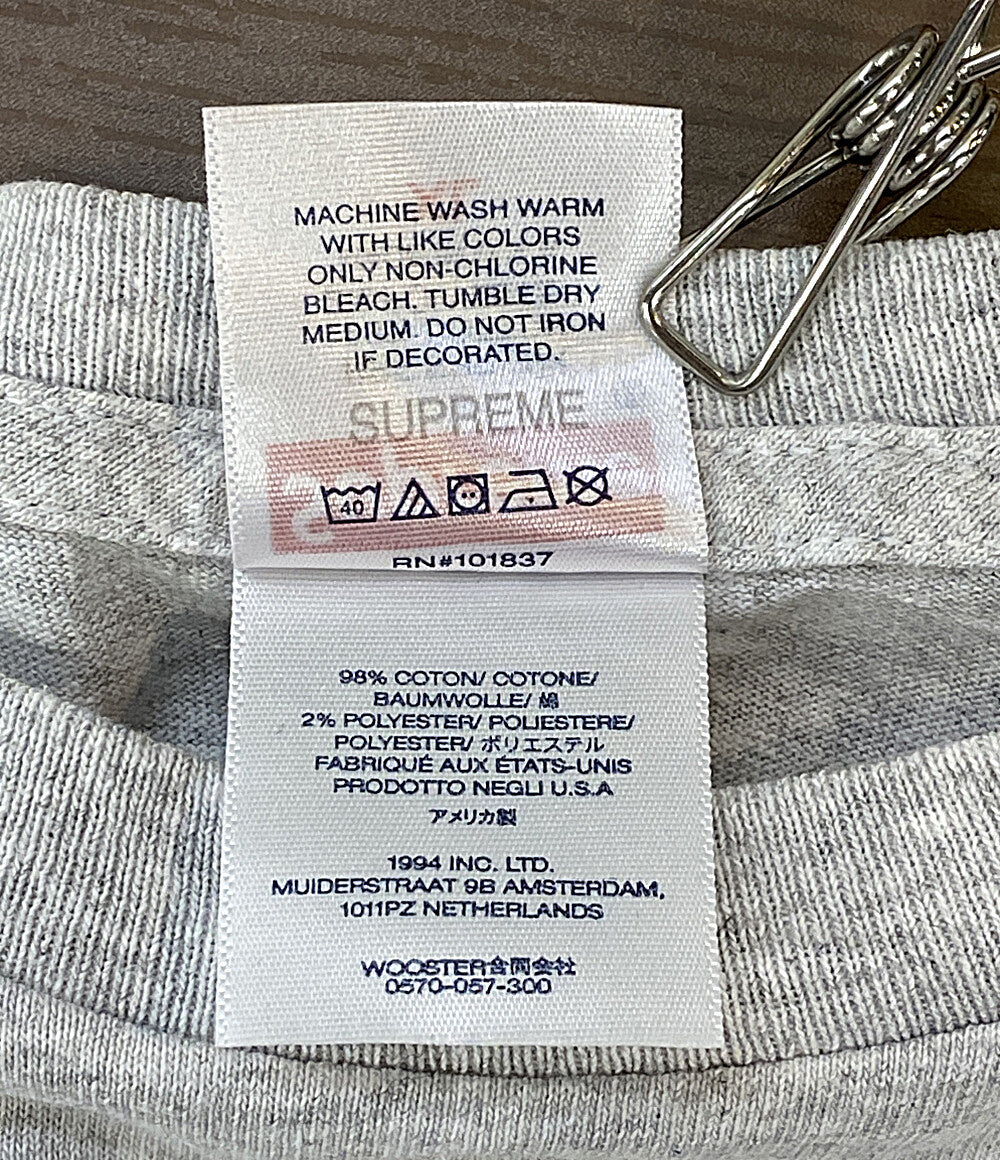 MACHINE WASH WARM
WITH LIKE COLORS
ONLY NON-CHLORINE
BLEACH. TUMBLE DRY
MEDIUM. DO NOT IRON
IF DECORATED.
SUPREME
40
RN#101837
98% COTON/ COTONE/
BAUMWOLLE/ 綿
2% POLYESTER/ POLIESTERE/
POLYESTER/ ポリエステル
FABRIQUÉ AUX ÉTATS-UNIS
PRODOTTO NEGLI U.S.A
アメリカ製
1994 INC. LTD.
MUIDERSTRAAT 9B AMSTERDAM,
1011PZ NETHERLANDS
WOOSTER合同会社
0570-057-300